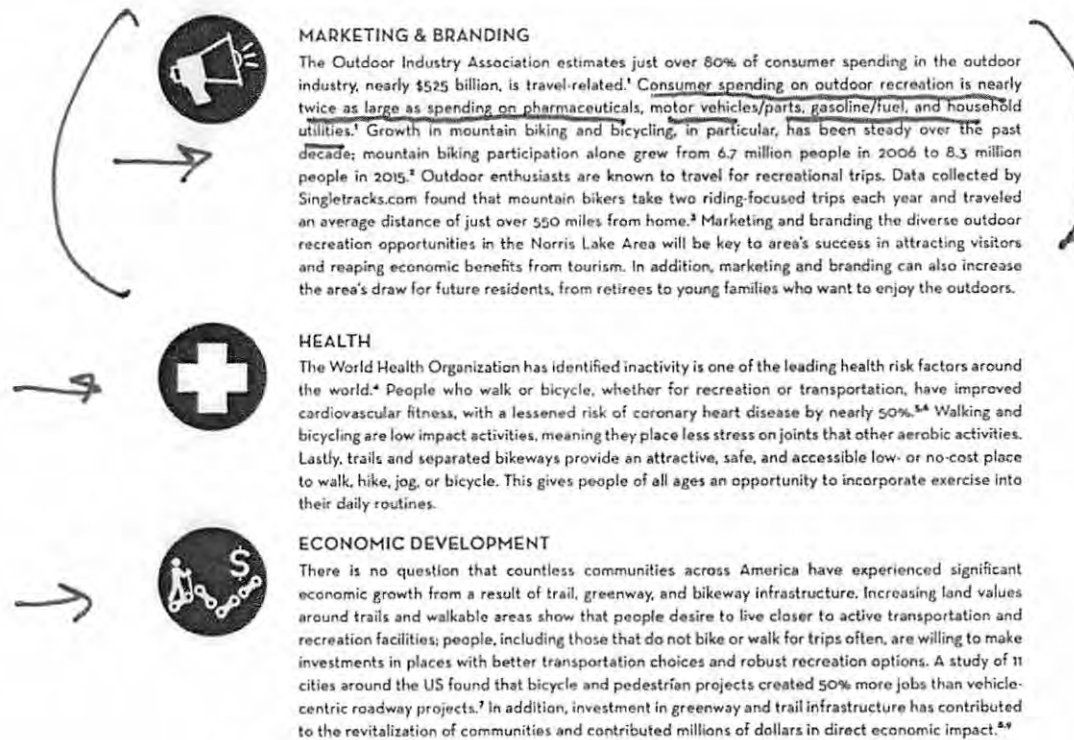 MARKETING & BRANDING
The Outdoor Industry Association estimates just over 80% of consumer spending in the outdoor
industry, nearly $525 billion, is travel-related.¹ Consumer spending on outdoor recreation is nearly
twice as large as spending on pharmaceuticals, motor vehicles/parts, gasoline/fuel, and household
utilities.¹ Growth in mountain biking and bicycling, in particular, has been steady over the past
decade; mountain biking participation alone grew from 6.7 million people in 2006 to 8.3 million
people in 2015.² Outdoor enthusiasts are known to travel for recreational trips. Data collected by
Singletracks.com found that mountain bikers take two riding-focused trips each year and traveled
an average distance of just over 550 miles from home.³ Marketing and branding the diverse outdoor
recreation opportunities in the Norris Lake Area will be key to area's success in attracting visitors
and reaping economic benefits from tourism. In addition, marketing and branding can also increase
the area's draw for future residents, from retirees to young families who want to enjoy the outdoors.
HEALTH
The World Health Organization has identified inactivity is one of the leading health risk factors around
the world.⁴ People who walk or bicycle, whether for recreation or transportation, have improved
cardiovascular fitness, with a lessened risk of coronary heart disease by nearly 50%.⁵,⁶ Walking and
bicycling are low impact activities, meaning they place less stress on joints that other aerobic activities.
Lastly, trails and separated bikeways provide an attractive, safe, and accessible low- or no-cost place
to walk, hike, jog, or bicycle. This gives people of all ages an opportunity to incorporate exercise into
their daily routines.
$
ECONOMIC DEVELOPMENT
There is no question that countless communities across America have experienced significant
economic growth from a result of trail, greenway, and bikeway infrastructure. Increasing land values
around trails and walkable areas show that people desire to live closer to active transportation and
recreation facilities; people, including those that do not bike or walk for trips often, are willing to make
investments in places with better transportation choices and robust recreation options. A study of 11
cities around the US found that bicycle and pedestrian projects created 50% more jobs than vehicle-
centric roadway projects.⁷ In addition, investment in greenway and trail infrastructure has contributed
to the revitalization of communities and contributed millions of dollars in direct economic impact.⁸,⁹